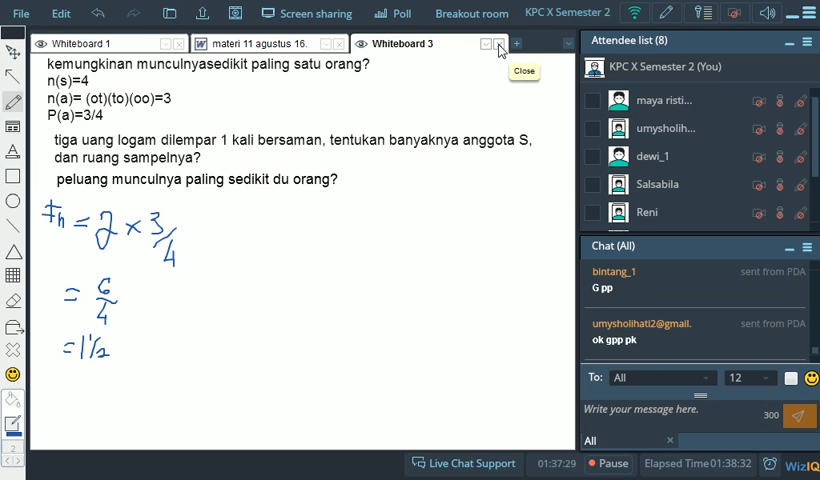 File Edit Screen sharing Poll Breakout room KPC X Semester 2
Whiteboard 1 materi 11 agustus 16. Whiteboard 3
Close
kemungkinan munculnyasedikit paling satu orang?
n(s)=4
n(a)= (ot)(to)(oo)=3
P(a)=3/4
tiga uang logam dilempar 1 kali bersaman, tentukan banyaknya anggota S,
dan ruang sampelnya?
peluang munculnya paling sedikit du orang?
Fh = 2 × 3/4
= 6/4
= 1 1/2
2
Attendee list (8)
KPC X Semester 2 (You)
maya risti...
umysholih...
dewi_1
Salsabila
Reni
Chat (All)
bintang_1 sent from PDA
G pp
umysholihati2@gmail. sent from PDA
ok gpp pk
To: All 12
Write your message here. 300
All
Live Chat Support 01:37:29 Pause Elapsed Time 01:38:32 WizIQ